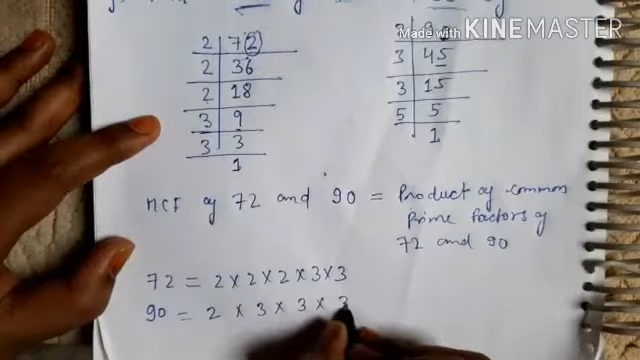 Made with KINEMASTER
2 72
2 36
2 18
3 9
3 3
1
3 45
3 15
5 5
1
HCF of 72 and 90 = Product of common
Prime factors of
72 and 90
72 = 2 × 2 × 2 × 3 × 3
90 = 2 × 3 × 3 × 3